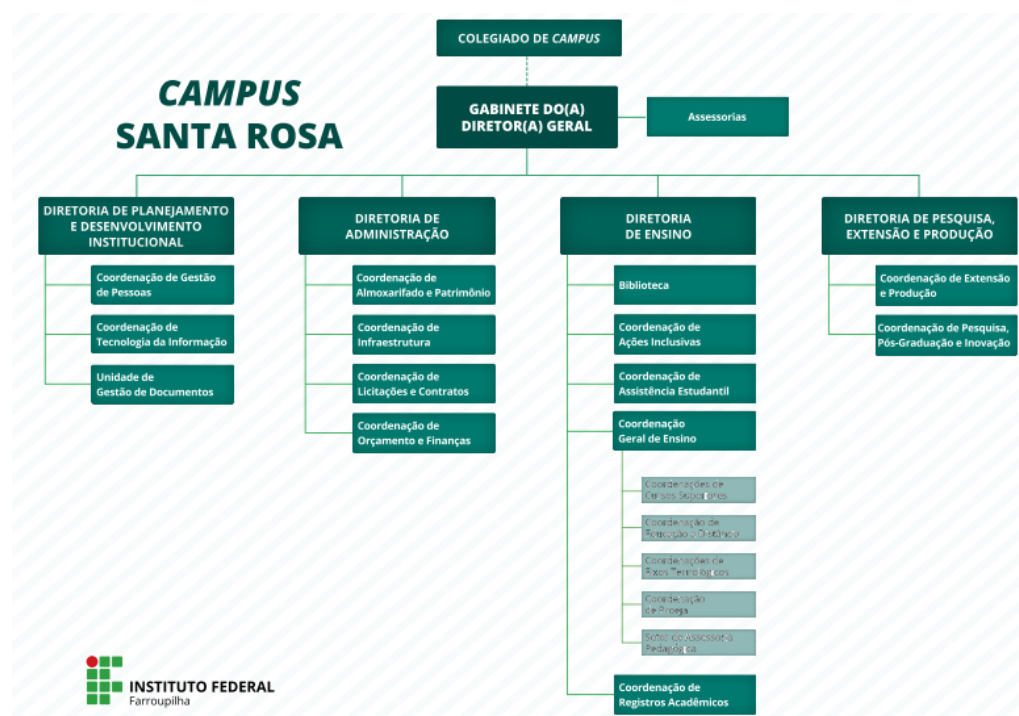 COLEGIADO DE CAMPUS
CAMPUS
SANTA ROSA
GABINETE DO(A)
DIRETOR(A) GERAL
Assessorias
DIRETORIA DE PLANEJAMENTO
E DESENVOLVIMENTO
INSTITUCIONAL
Coordenação de Gestão
de Pessoas
Coordenação de
Tecnologia da Informação
Unidade de
Gestão de Documentos
DIRETORIA DE
ADMINISTRAÇÃO
Coordenação de
Almoxarifado e Patrimônio
Coordenação de
Infraestrutura
Coordenação de
Licitações e Contratos
Coordenação de
Orçamento e Finanças
DIRETORIA
DE ENSINO
Biblioteca
Coordenação de
Ações Inclusivas
Coordenação de
Assistência Estudantil
Coordenação
Geral de Ensino
Coordenações de
Cursos Superiores
Coordenação de
Educação a Distância
Coordenações de
Eixos Tecnológicos
Coordenação
de Proeja
Setor de Assessoria
Pedagógica
Coordenação de
Registros Acadêmicos
DIRETORIA DE PESQUISA,
EXTENSÃO E PRODUÇÃO
Coordenação de Extensão
e Produção
Coordenação de Pesquisa,
Pós-Graduação e Inovação
INSTITUTO FEDERAL
Farroupilha